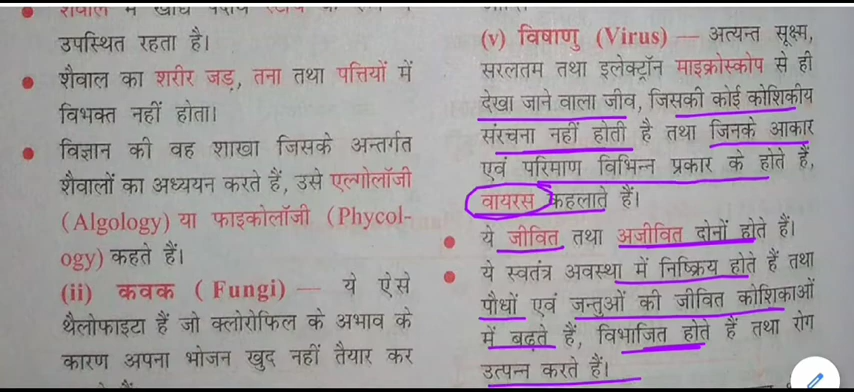 शैवाल में खाद्य पदार्थ स्टार्च के रूप में
उपस्थित रहता है।
• शैवाल का शरीर जड़, तना तथा पत्तियों में
विभक्त नहीं होता।
• विज्ञान की वह शाखा जिसके अन्तर्गत
शैवालों का अध्ययन करते हैं, उसे एल्गोलॉजी
(Algology) या फाइकोलॉजी (Phycol-
ogy) कहते हैं।
(ii) कवक (Fungi) — ये ऐसे
थैलोफाइटा हैं जो क्लोरोफिल के अभाव के
कारण अपना भोजन खुद नहीं तैयार कर
(v) विषाणु (Virus) — अत्यन्त सूक्ष्म,
सरलतम तथा इलेक्ट्रॉन माइक्रोस्कोप से ही
देखा जाने वाला जीव, जिसकी कोई कोशिकीय
संरचना नहीं होती है तथा जिनके आकार
एवं परिमाण विभिन्न प्रकार के होते हैं,
वायरस कहलाते हैं।
• ये जीवित तथा अजीवित दोनों होते हैं।
• ये स्वतंत्र अवस्था में निष्क्रिय होते हैं तथा
पौधों एवं जन्तुओं की जीवित कोशिकाओं
में बढ़ते हैं, विभाजित होते हैं तथा रोग
उत्पन्न करते हैं।